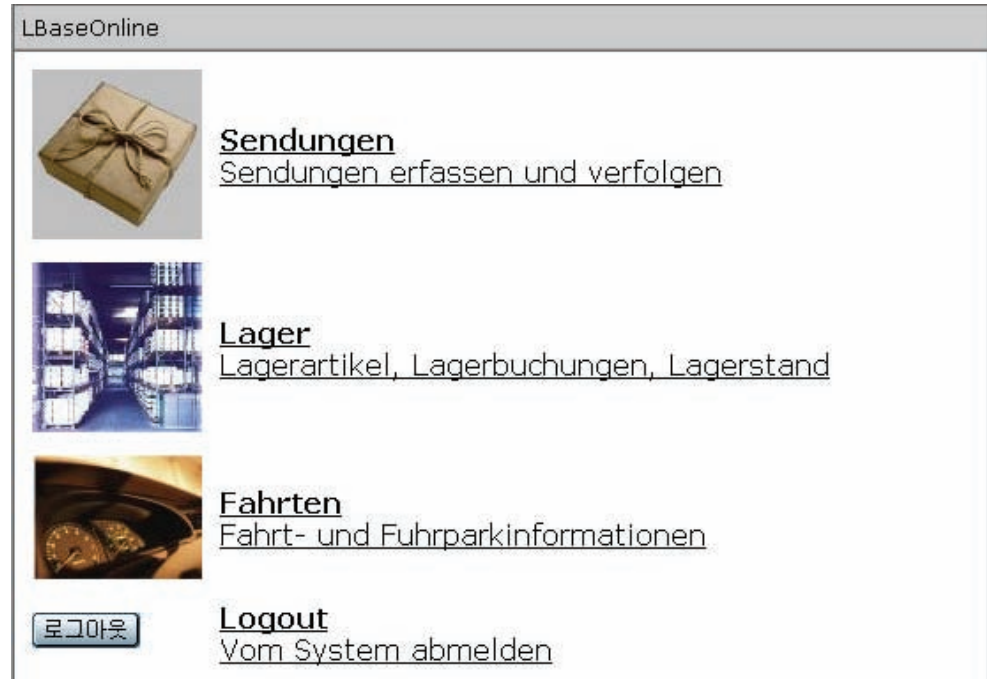 LBaseOnline
Sendungen
Sendungen erfassen und verfolgen
Lager
Lagerartikel, Lagerbuchungen, Lagerstand
Fahrten
Fahrt- und Fuhrparkinformationen
로그아웃
Logout
Vom System abmelden